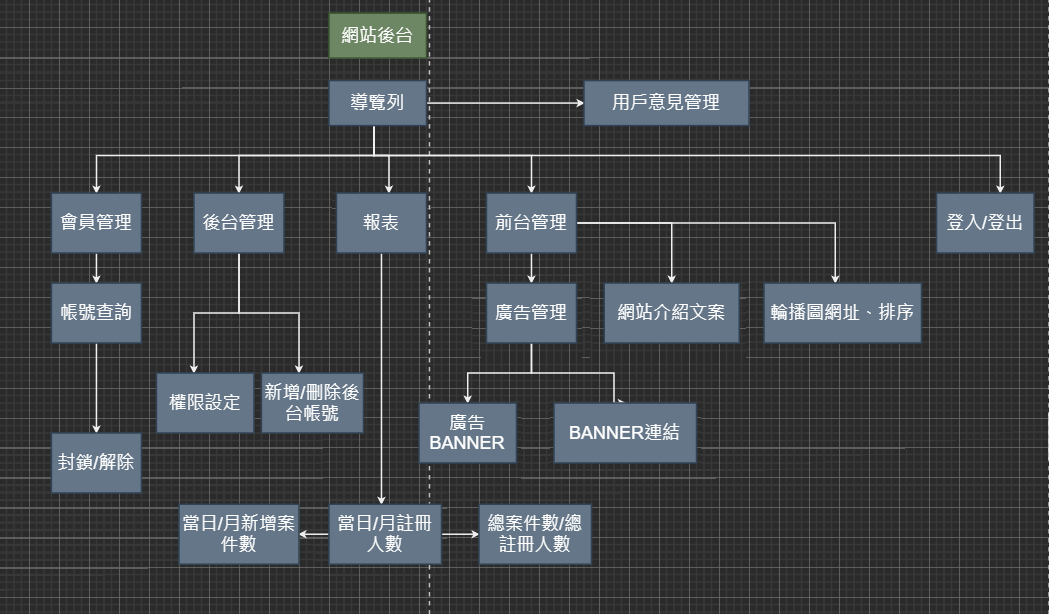 網站後台
導覽列
用戶意見管理
會員管理
後台管理
報表
前台管理
登入/登出
帳號查詢
廣告管理
網站介紹文案
輪播圖網址、排序
權限設定
新增/刪除後
台帳號
廣告
BANNER
BANNER連結
封鎖/解除
當日/月新增案
件數
當日/月註冊
人數
總案件數/總
註冊人數